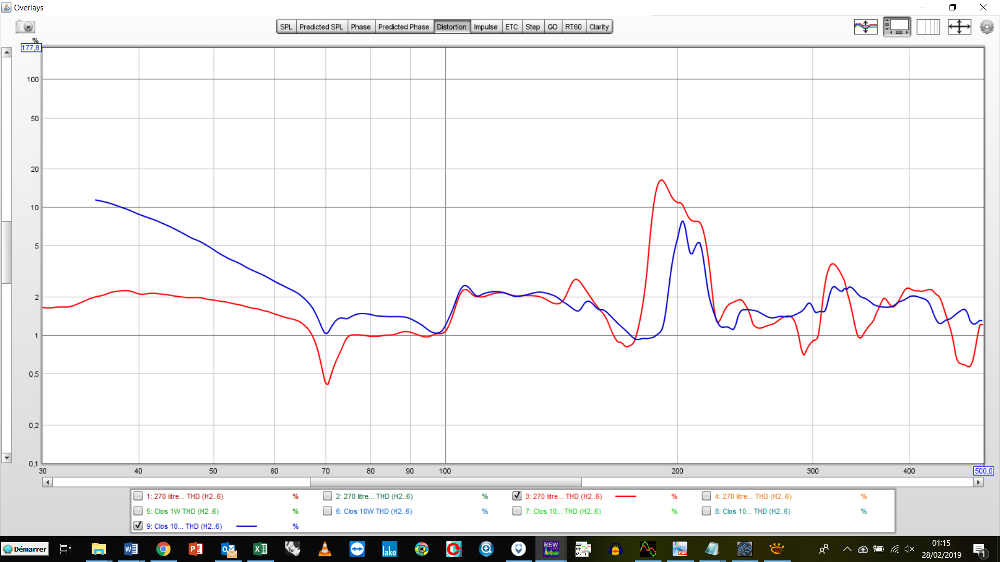 Overlays
SPL Predicted SPL Phase Predicted Phase Distortion Impulse ETC Step GD RT60 Clarity
%
177,8
100
50
20
10
5
2
1
0,5
0,2
0,1
30 40 50 60 70 80 90 100 200 300 400 500,0
1: 270 litre... THD (H2..6) % 2: 270 litre... THD (H2..6) % 3: 270 litre... THD (H2..6) % 4: 270 litre... THD (H2..6) %
5: Clos 1W THD (H2..6) % 6: Clos 10W THD (H2..6) % 7: Clos 10... THD (H2..6) % 8: Clos 10... THD (H2..6) %
9: Clos 10... THD (H2..6) %
Démarrer lake REW PDF 01:15
28/02/2019 1